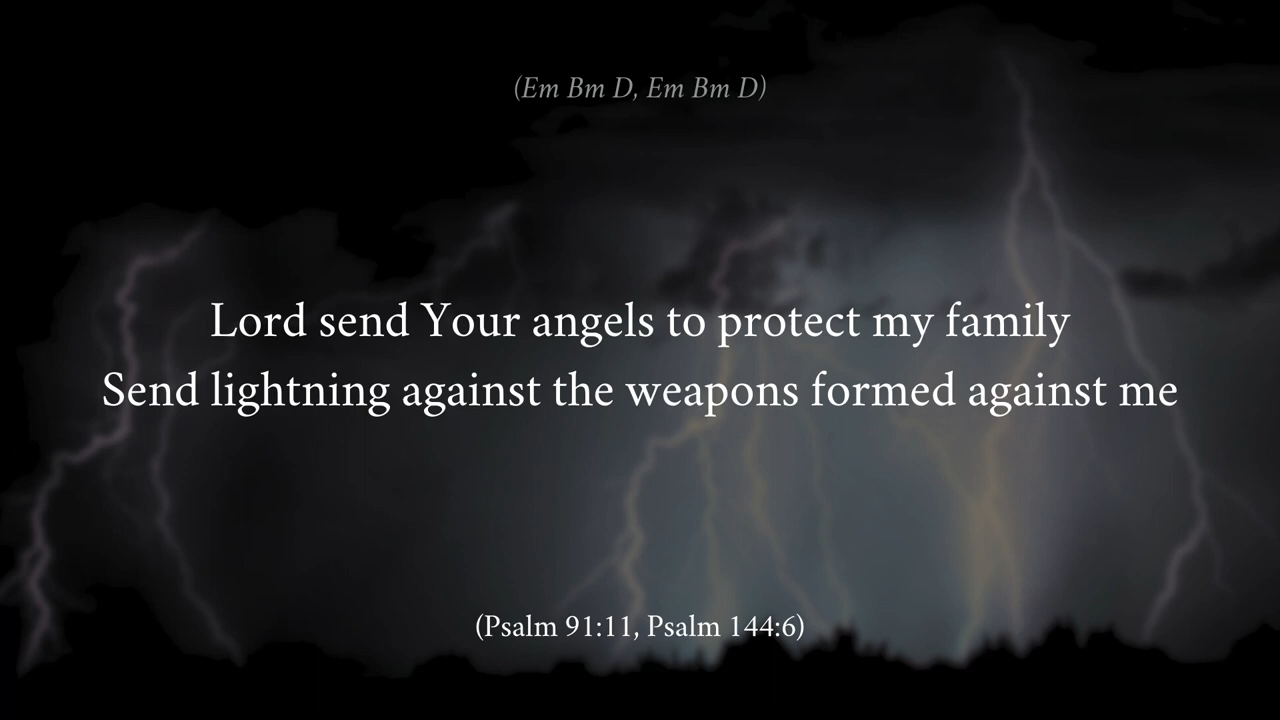 (Em Bm D, Em Bm D)
Lord send Your angels to protect my family
Send lightning against the weapons formed against me
(Psalm 91:11, Psalm 144:6)